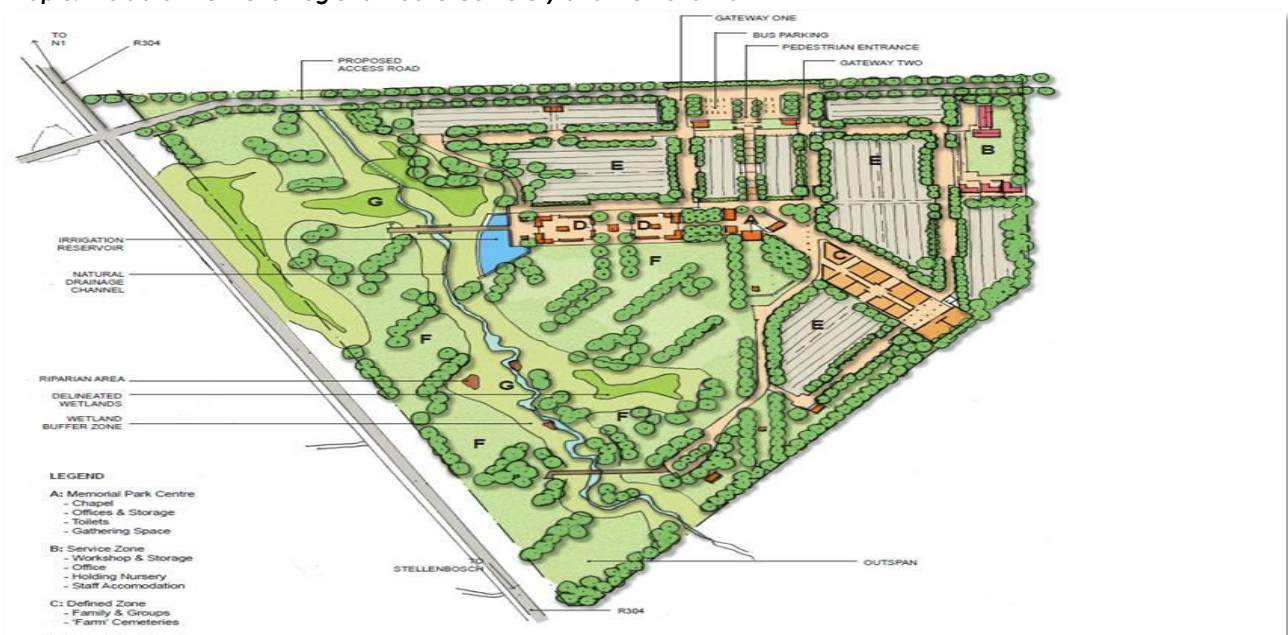 TO
N1
R304
PROPOSED
ACCESS ROAD
GATEWAY ONE
BUS PARKING
PEDESTRIAN ENTRANCE
GATEWAY TWO
B
E
E
G
D
D
A
IRRIGATION
RESERVOIR
F
C
NATURAL
DRAINAGE
CHANNEL
E
F
RIPARIAN AREA
G
DELINEATED
WETLANDS
F
WETLAND
BUFFER ZONE
F
LEGEND
A: Memorial Park Centre
- Chapel
- Offices & Storage
- Toilets
- Gathering Space
B: Service Zone
- Workshop & Storage
- Office
- Holding Nursery
- Staff Accomodation
C: Defined Zone
- Family & Groups
- 'Farm' Cemeteries
TO
STELLENBOSCH
OUTSPAN
R304